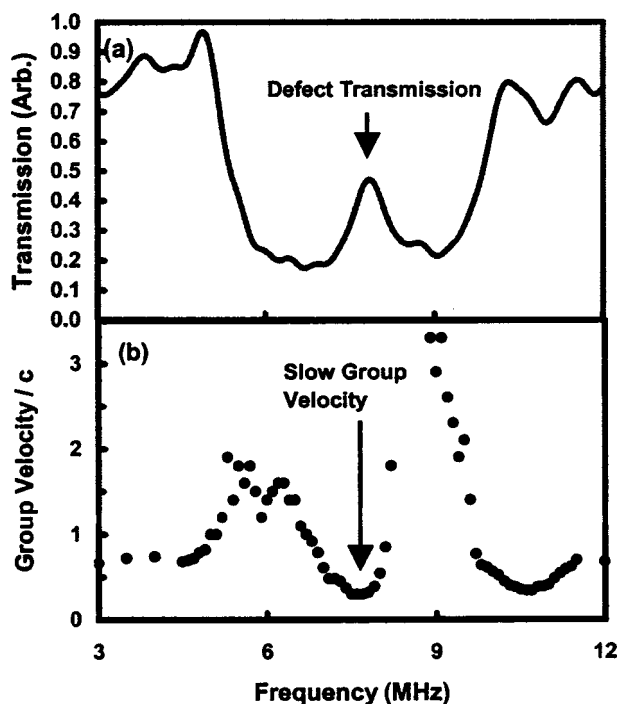 (a)
Transmission (Arb.)
1.0
0.9
0.8
0.7
0.6
0.5
0.4
0.3
0.2
0.1
0.0
Defect Transmission
(b)
Group Velocity / c
3
2
1
0
Slow Group
Velocity
3
6
9
12
Frequency (MHz)